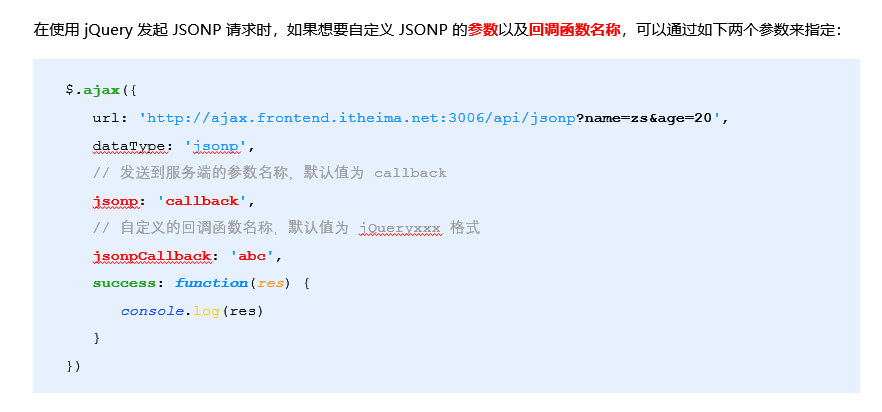 在使用 jQuery 发起 JSONP 请求时，如果想要自定义 JSONP 的参数以及回调函数名称，可以通过如下两个参数来指定：
$.ajax({
url: 'http://ajax.frontend.itheima.net:3006/api/jsonp?name=zs&age=20',
dataType: 'jsonp',
// 发送到服务端的参数名称，默认值为 callback
jsonp: 'callback',
// 自定义的回调函数名称，默认值为 jQueryxxx 格式
jsonpCallback: 'abc',
success: function(res) {
console.log(res)
}
})